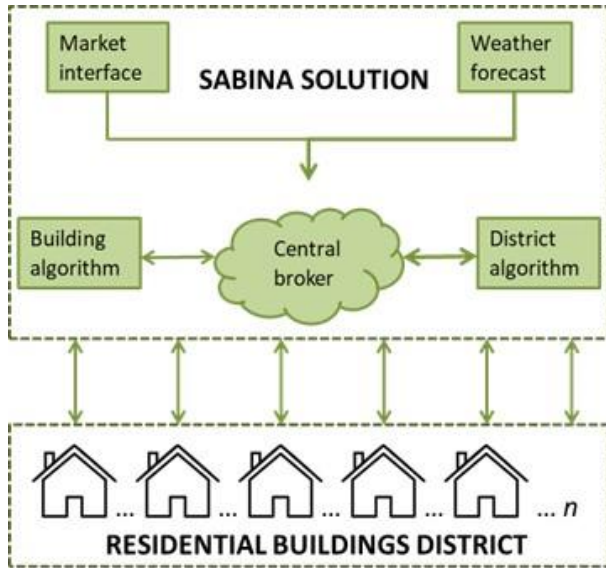 Market
interface
Weather
forecast
SABINA SOLUTION
Building
algorithm
Central
broker
District
algorithm
... ... ... ... ... n
RESIDENTIAL BUILDINGS DISTRICT